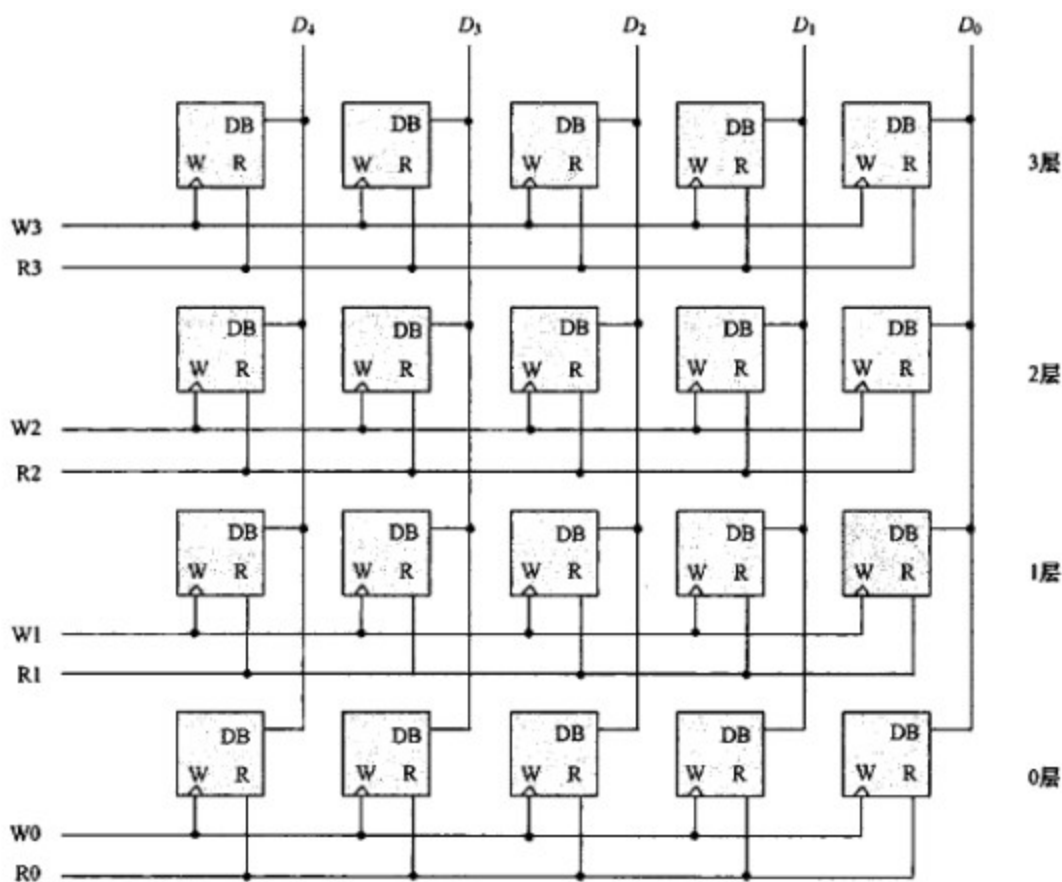 D4 D3 D2 D1 D0
DB DB DB DB DB
W R W R W R W R W R
3层
W3
R3
DB DB DB DB DB
W R W R W R W R W R
2层
W2
R2
DB DB DB DB DB
W R W R W R W R W R
1层
W1
R1
DB DB DB DB DB
W R W R W R W R W R
0层
W0
R0